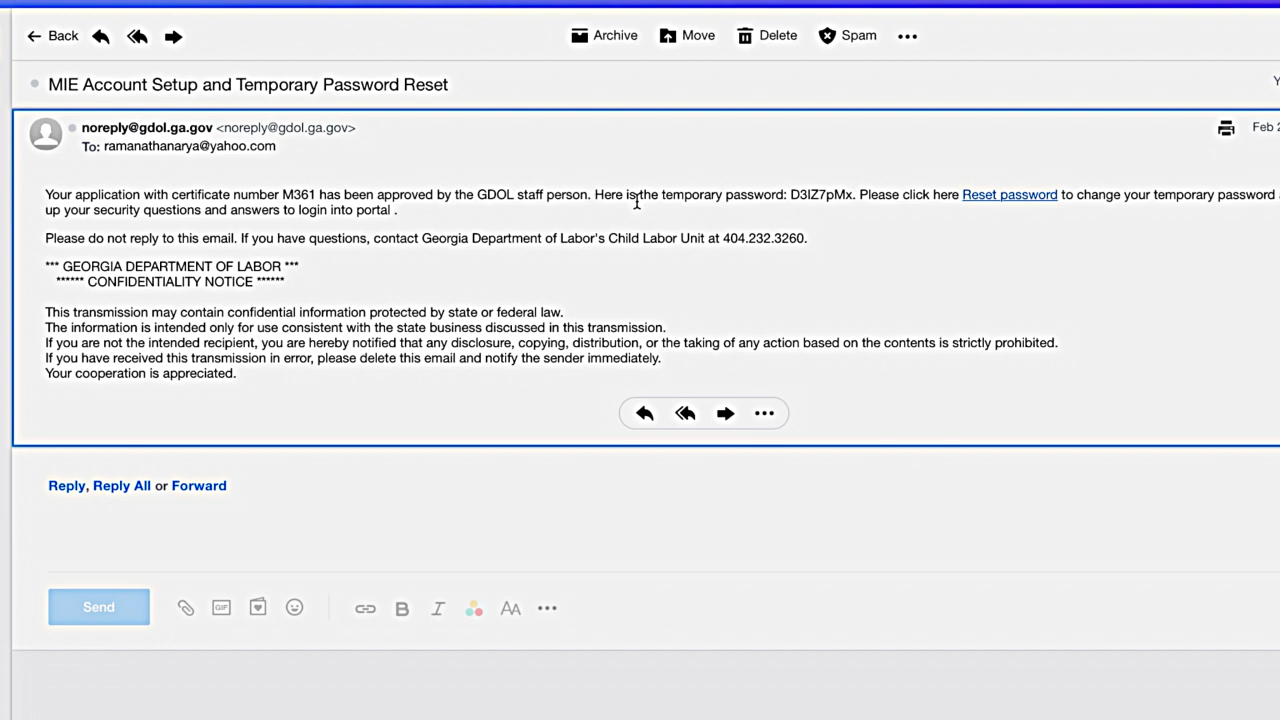 Back Archive Move Delete Spam
MIE Account Setup and Temporary Password Reset
noreply@gdol.ga.gov <noreply@gdol.ga.gov> Feb
To: ramanathanarya@yahoo.com
Your application with certificate number M361 has been approved by the GDOL staff person. Here is the temporary password: D3IZ7pMx. Please click here Reset password to change your temporary password
up your security questions and answers to login into portal .
Please do not reply to this email. If you have questions, contact Georgia Department of Labor's Child Labor Unit at 404.232.3260.
*** GEORGIA DEPARTMENT OF LABOR ***
****** CONFIDENTIALITY NOTICE ******
This transmission may contain confidential information protected by state or federal law.
The information is intended only for use consistent with the state business discussed in this transmission.
If you are not the intended recipient, you are hereby notified that any disclosure, copying, distribution, or the taking of any action based on the contents is strictly prohibited.
If you have received this transmission in error, please delete this email and notify the sender immediately.
Your cooperation is appreciated.
Reply, Reply All or Forward
Send GIF B I AA